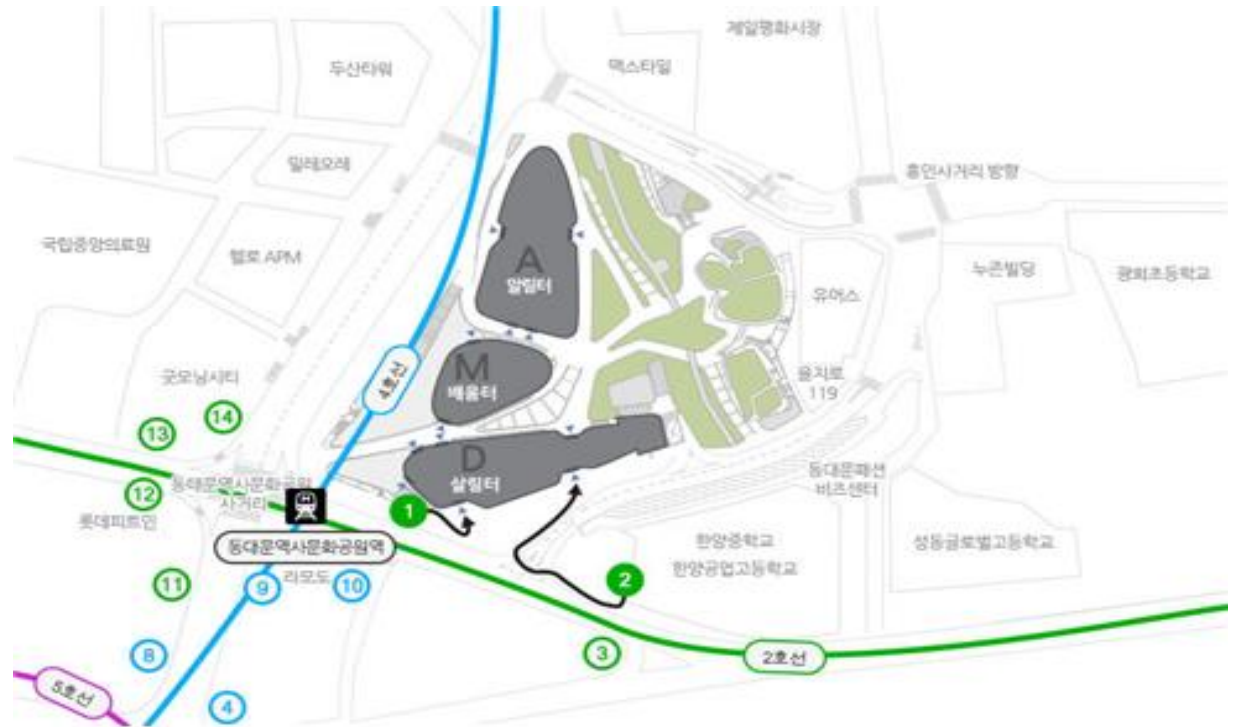 제일평화시장
맥스타일
두산타워
밀레오레
흥인사거리 방향
국립중앙의료원
헬로 APM
A
알림터
누죤빌딩
광희초등학교
유어스
M
배움터
4호선
굿모닝시티
을지로
119
14
13
D
살림터
동대문패션
비즈센터
12
동대문역사문화공원
사거리
롯데피트인
1
한양중학교
한양공업고등학교
성동글로벌고등학교
동대문역사문화공원역
라모도
11
9
10
2
8
3
2호선
5호선
4